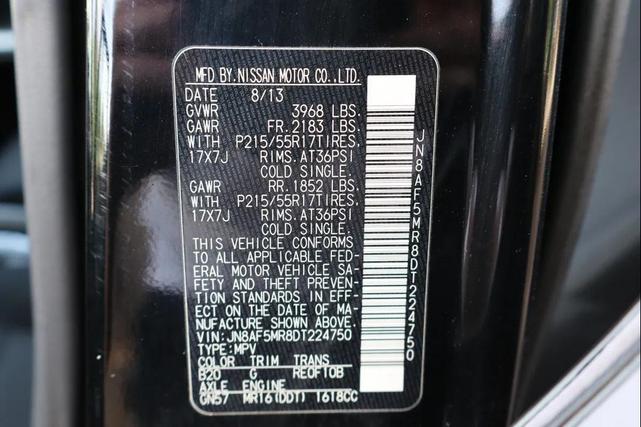 MFD BY.NISSAN MOTOR CO.,LTD.
DATE 8/13
GVWR 3968 LBS.
GAWR FR.2183 LBS.
WITH P215/55R17TIRES.
17X7J RIMS.AT36PSI
COLD SINGLE.
GAWR RR.1852 LBS.
WITH P215/55R17TIRES.
17X7J RIMS.AT36PSI
COLD SINGLE.
THIS VEHICLE CONFORMS
TO ALL APPLICABLE FED-
ERAL MOTOR VEHICLE SA-
FETY AND THEFT PREVEN-
TION STANDARDS IN EFF-
ECT ON THE DATE OF MA-
NUFACTURE SHOWN ABOVE.
VIN:JN8AF5MR8DT224750
TYPE:MPV
COLOR TRIM TRANS
B20 G RE0F10B
AXLE ENGINE
GN57 MR16(DDT) 1618CC
JN8AF5MR8DT224750